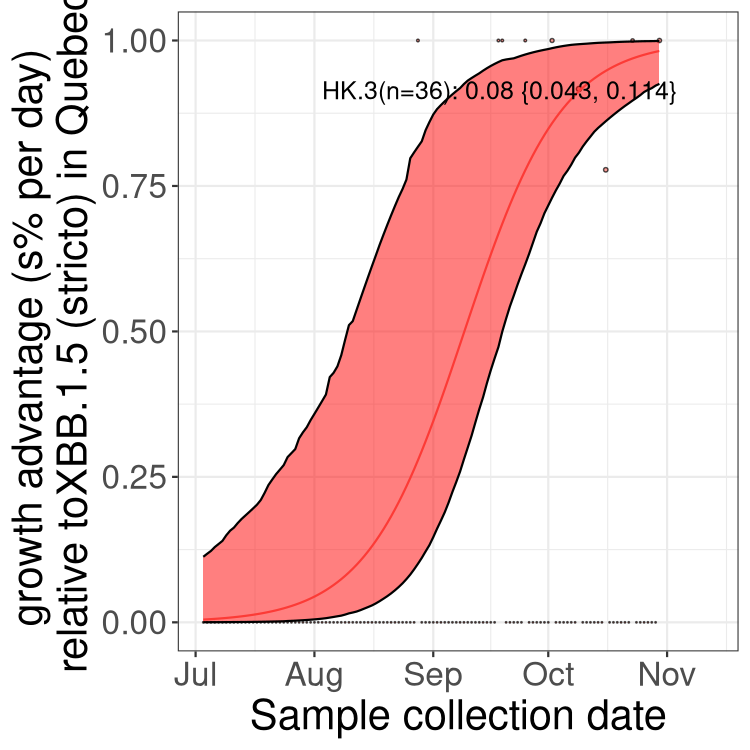 growth advantage (s% per day)
relative toXBB.1.5 (stricto) in Quebec
1.00
0.75
0.50
0.25
0.00
HK.3(n=36): 0.08 {0.043, 0.114}
Jul Aug Sep Oct Nov
Sample collection date